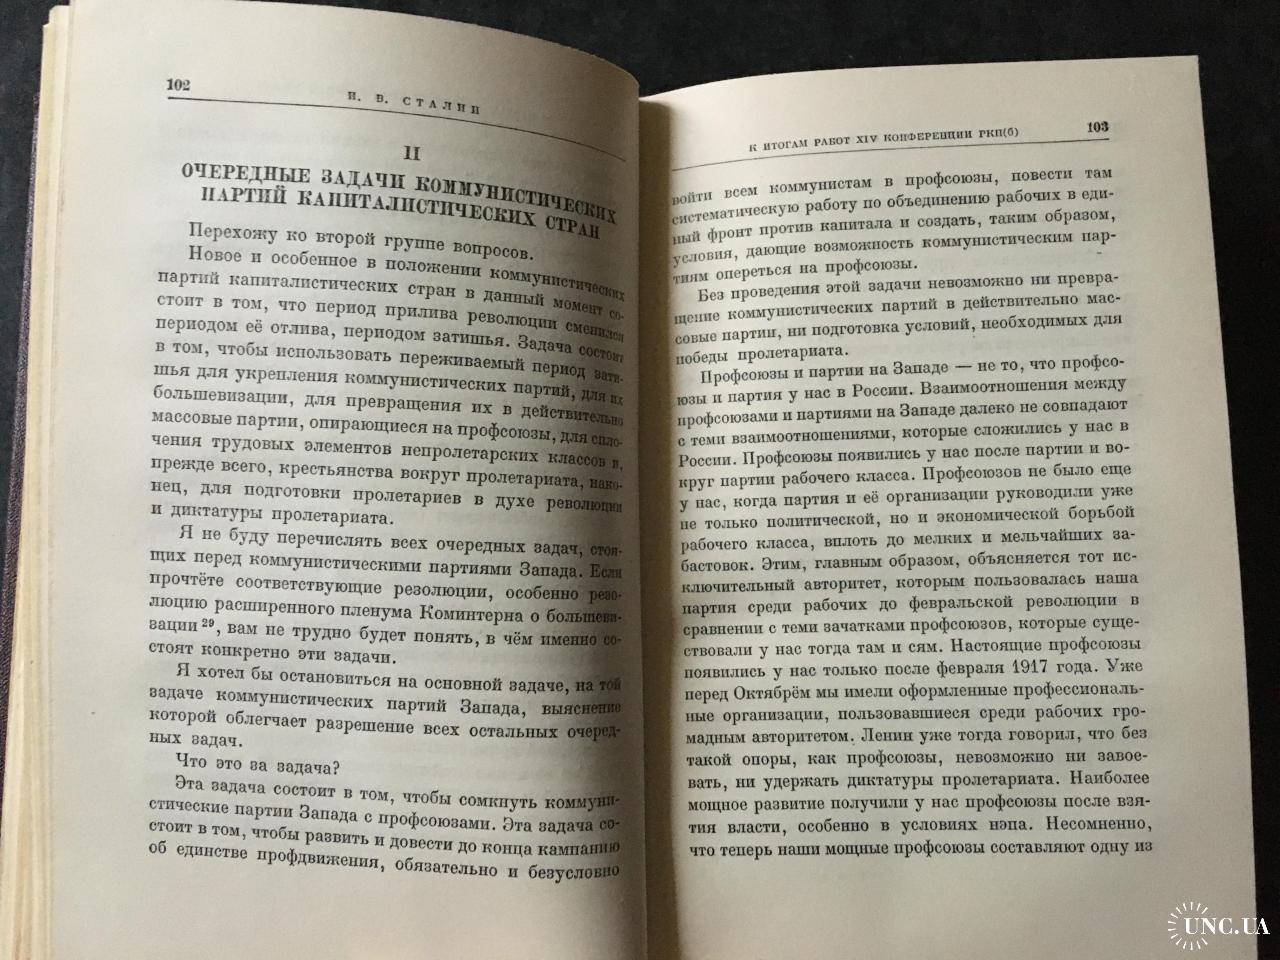 102
И. В. СТАЛИН
II
ОЧЕРЕДНЫЕ ЗАДАЧИ КОММУНИСТИЧЕСКИХ
ПАРТИЙ КАПИТАЛИСТИЧЕСКИХ СТРАН
Перехожу ко второй группе вопросов.
Новое и особенное в положении коммунистических
партий капиталистических стран в данный момент со-
стоит в том, что период прилива революции сменился
периодом её отлива, периодом затишья. Задача состоит
в том, чтобы использовать переживаемый период зати-
шья для укрепления коммунистических партий, для их
большевизации, для превращения их в действительно
массовые партии, опирающиеся на профсоюзы, для спло-
чения трудовых элементов непролетарских классов и,
прежде всего, крестьянства вокруг пролетариата, нако-
нец, для подготовки пролетариев в духе революции
и диктатуры пролетариата.
Я не буду перечислять всех очередных задач, стоя-
щих перед коммунистическими партиями Запада. Если
прочтёте соответствующие резолюции, особенно резо-
люцию расширенного пленума Коминтерна о большеви-
зации 29, вам не трудно будет понять, в чём именно со-
стоят конкретно эти задачи.
Я хотел бы остановиться на основной задаче, на той
задаче коммунистических партий Запада, выяснение
которой облегчает разрешение всех остальных очеред-
ных задач.
Что это за задача?
Эта задача состоит в том, чтобы сомкнуть коммуни-
стические партии Запада с профсоюзами. Эта задача со-
стоит в том, чтобы развить и довести до конца кампанию
об единстве профдвижения, обязательно и безусловно
К ИТОГАМ РАБОТ XIV КОНФЕРЕНЦИИ РКП(б)
103
войти всем коммунистам в профсоюзы, повести там
систематическую работу по объединению рабочих в еди-
ный фронт против капитала и создать, таким образом,
условия, дающие возможность коммунистическим пар-
тиям опереться на профсоюзы.
Без проведения этой задачи невозможно ни превра-
щение коммунистических партий в действительно мас-
совые партии, ни подготовка условий, необходимых для
победы пролетариата.
Профсоюзы и партии на Западе — не то, что профсо-
юзы и партия у нас в России. Взаимоотношения между
профсоюзами и партиями на Западе далеко не совпадают
с теми взаимоотношениями, которые сложились у нас в
России. Профсоюзы появились у нас после партии и во-
круг партии рабочего класса. Профсоюзов не было еще
у нас, когда партия и её организации руководили уже
не только политической, но и экономической борьбой
рабочего класса, вплоть до мелких и мельчайших за-
бастовок. Этим, главным образом, объясняется тот ис-
ключительный авторитет, которым пользовалась наша
партия среди рабочих до февральской революции в
сравнении с теми зачатками профсоюзов, которые суще-
ствовали у нас тогда там и сям. Настоящие профсоюзы
появились у нас только после февраля 1917 года. Уже
перед Октябрём мы имели оформленные профессиональ-
ные организации, пользовавшиеся среди рабочих гро-
мадным авторитетом. Ленин уже тогда говорил, что без
такой опоры, как профсоюзы, невозможно ни завое-
вать, ни удержать диктатуры пролетариата. Наиболее
мощное развитие получили у нас профсоюзы после взя-
тия власти, особенно в условиях нэпа. Несомненно,
что теперь наши мощные профсоюзы составляют одну из
UNC.UA